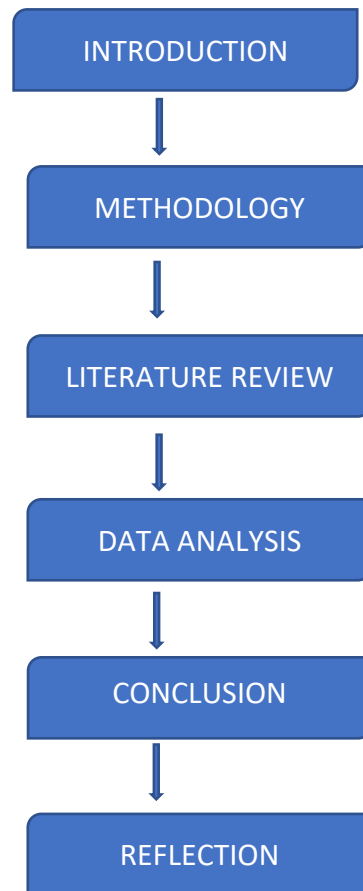 INTRODUCTION
METHODOLOGY
LITERATURE REVIEW
DATA ANALYSIS
CONCLUSION
REFLECTION